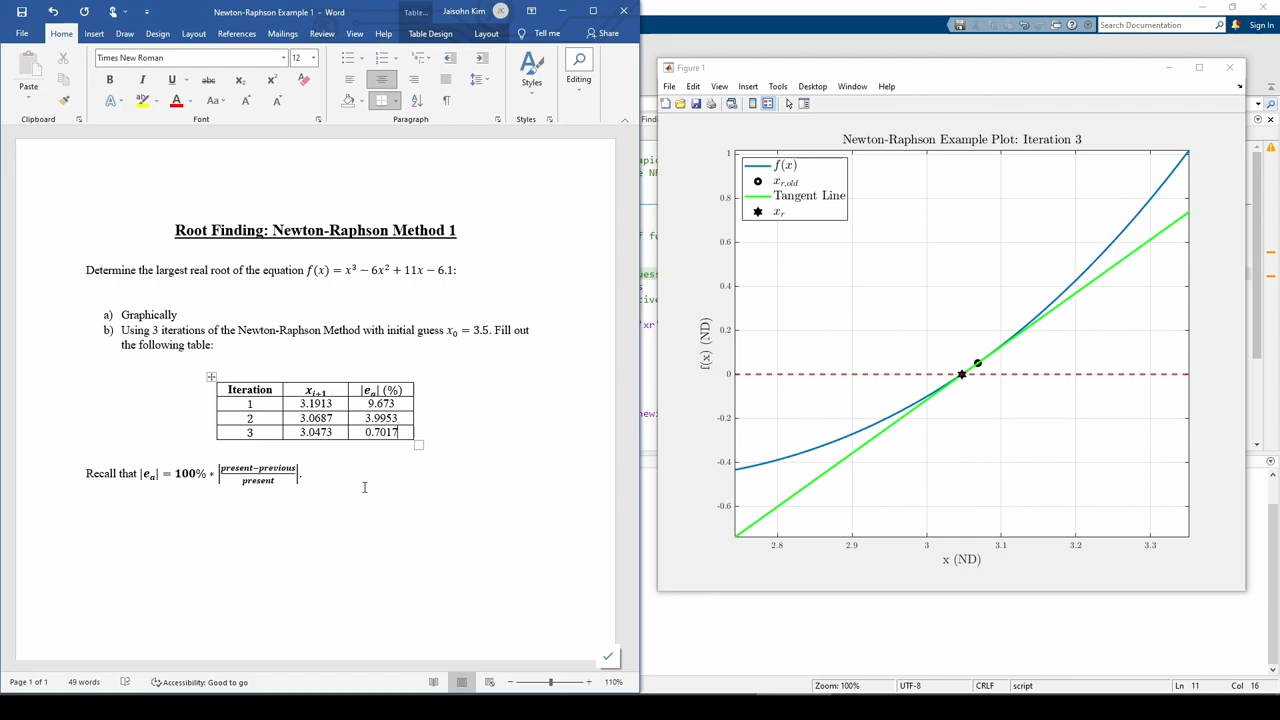 Newton-Raphson Example 1 - Word
Table...
Jaisohn Kim
JK
File Home Insert Draw Design Layout References Mailings Review View Help Table Design Layout Tell me Share
Times New Roman 12
Paste
Styles
Editing
Clipboard Font Paragraph Styles
Root Finding: Newton-Raphson Method 1
Determine the largest real root of the equation f(x) = x³ − 6x² + 11x − 6.1:
a) Graphically
b) Using 3 iterations of the Newton-Raphson Method with initial guess x₀ = 3.5. Fill out
the following table:
Iteration xᵢ₊₁ |eₐ| (%)
1 3.1913 9.673
2 3.0687 3.9953
3 3.0473 0.7017
Recall that |eₐ| = 100% * |present−previous / present|.
Page 1 of 1 49 words Accessibility: Good to go 110%
Search Documentation Sign In
Figure 1
File Edit View Insert Tools Desktop Window Help
Newton-Raphson Example Plot: Iteration 3
f(x)
x_r,old
Tangent Line
x_r
1
0.8
0.6
0.4
0.2
0
-0.2
-0.4
-0.6
f(x) (ND)
2.8 2.9 3 3.1 3.2 3.3
x (ND)
Zoom: 100% UTF-8 CRLF script Ln 11 Col 16